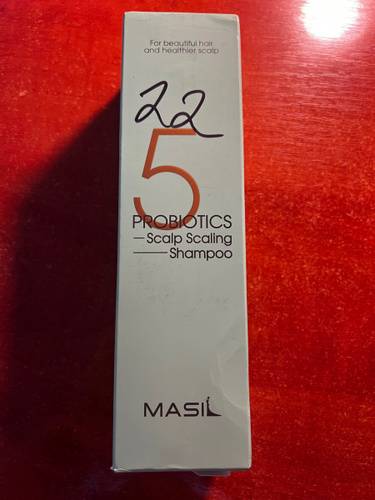 For beautiful hair
and healthier scalp
22
5
PROBIOTICS
Scalp Scaling
Shampoo
MASIL